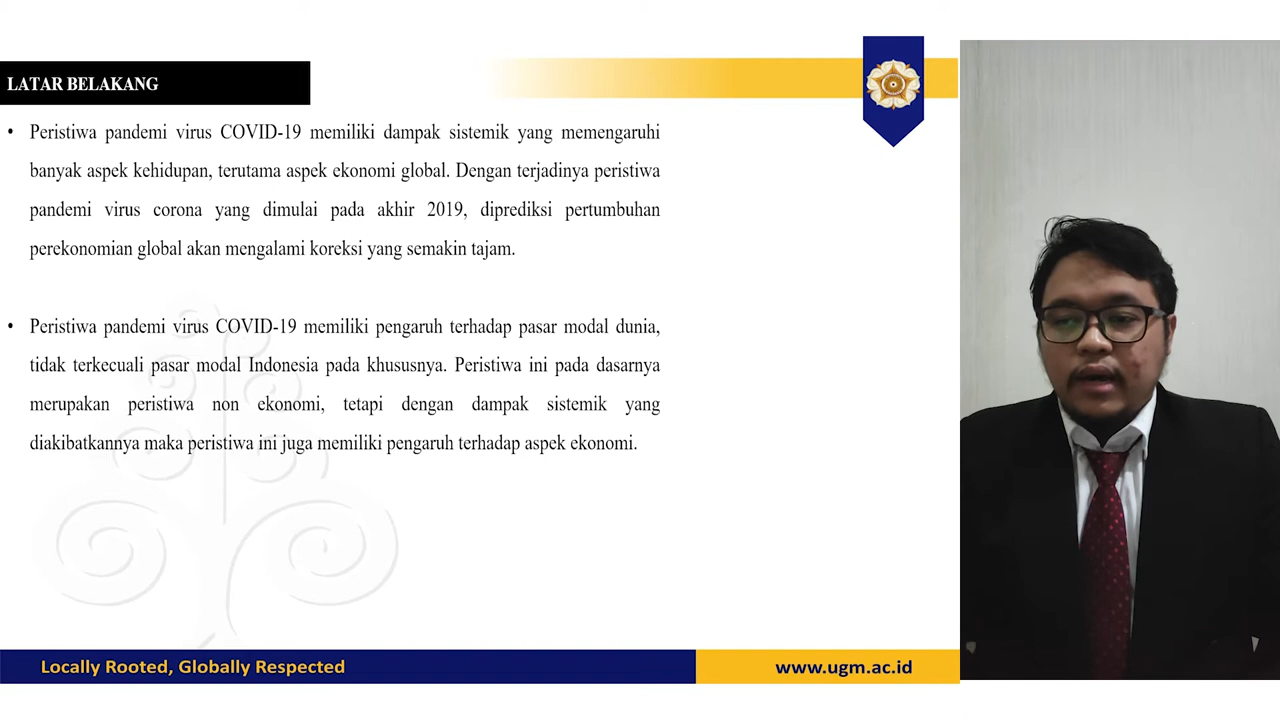 LATAR BELAKANG
• Peristiwa pandemi virus COVID-19 memiliki dampak sistemik yang memengaruhi
banyak aspek kehidupan, terutama aspek ekonomi global. Dengan terjadinya peristiwa
pandemi virus corona yang dimulai pada akhir 2019, diprediksi pertumbuhan
perekonomian global akan mengalami koreksi yang semakin tajam.
• Peristiwa pandemi virus COVID-19 memiliki pengaruh terhadap pasar modal dunia,
tidak terkecuali pasar modal Indonesia pada khususnya. Peristiwa ini pada dasarnya
merupakan peristiwa non ekonomi, tetapi dengan dampak sistemik yang
diakibatkannya maka peristiwa ini juga memiliki pengaruh terhadap aspek ekonomi.
Locally Rooted, Globally Respected
www.ugm.ac.id